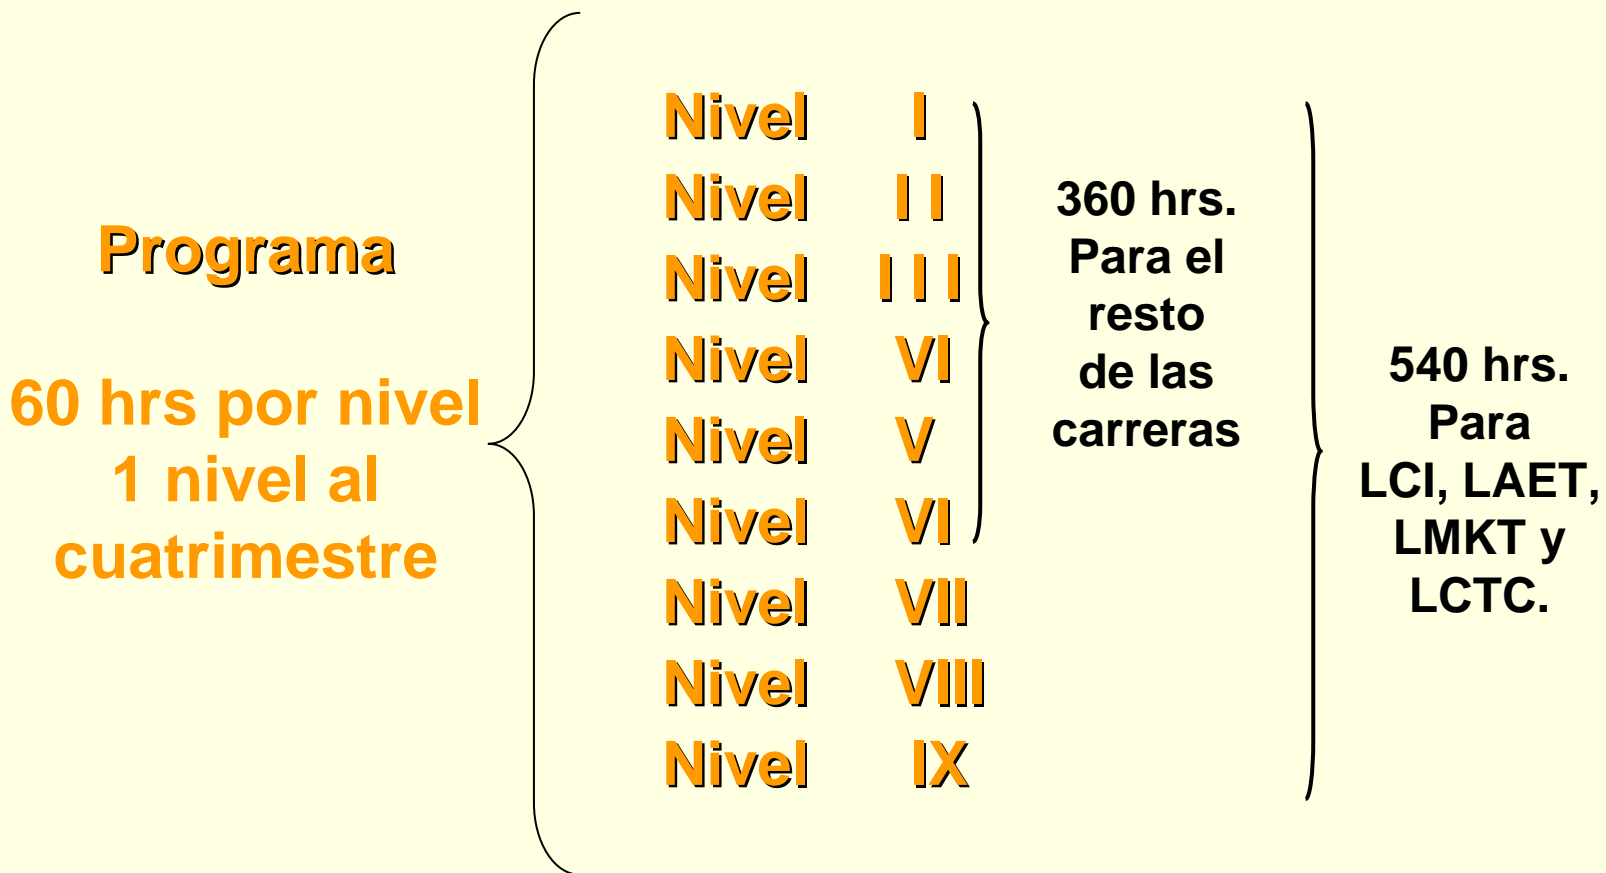 Programa
60 hrs por nivel
1 nivel al
cuatrimestre
Nivel I
Nivel I I
Nivel I I I
Nivel VI
Nivel V
Nivel VI
Nivel VII
Nivel VIII
Nivel IX
360 hrs.
Para el
resto
de las
carreras
540 hrs.
Para
LCI, LAET,
LMKT y
LCTC.